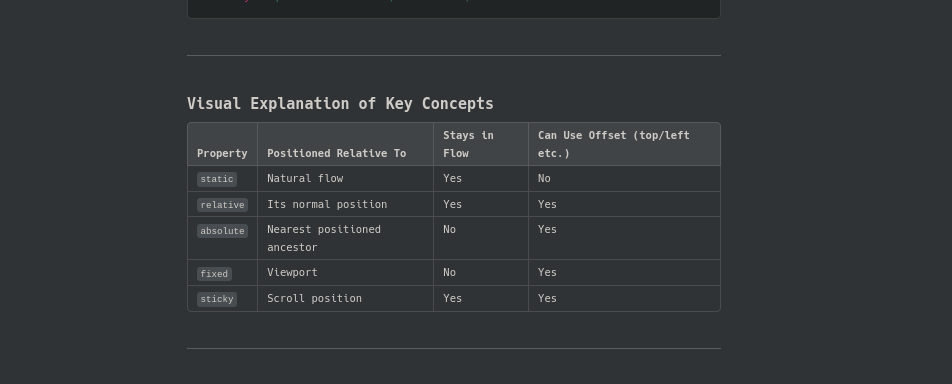 Visual Explanation of Key Concepts
Property Positioned Relative To Stays in Flow Can Use Offset (top/left etc.)
static Natural flow Yes No
relative Its normal position Yes Yes
absolute Nearest positioned ancestor No Yes
fixed Viewport No Yes
sticky Scroll position Yes Yes